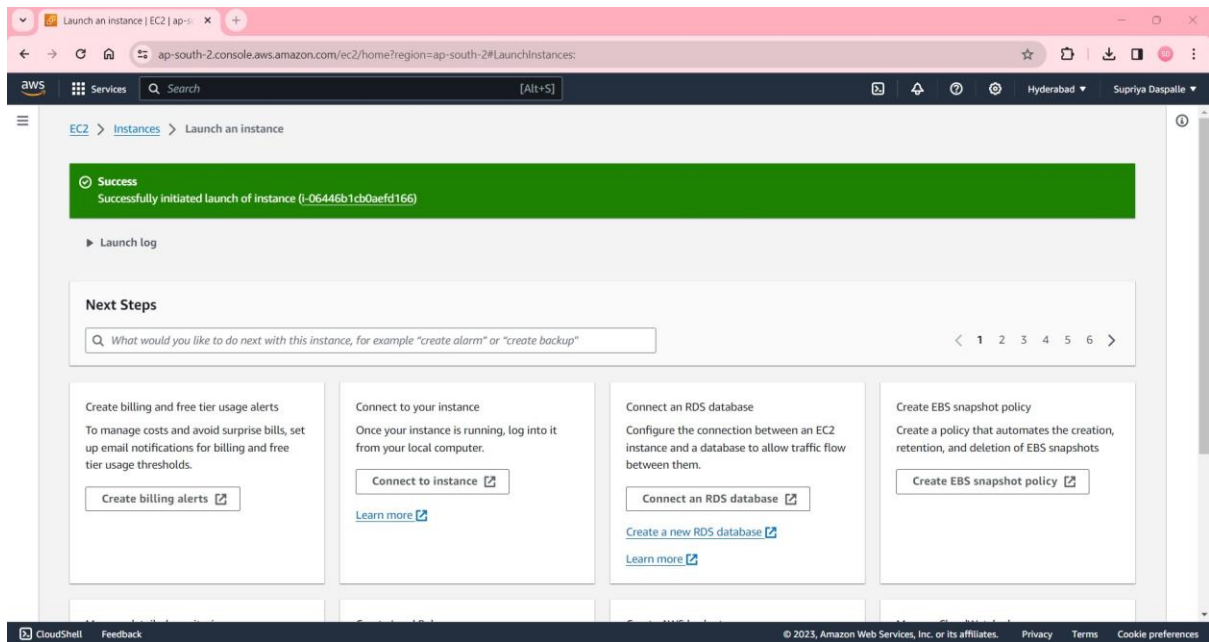 Launch an instance | EC2 | ap-s
ap-south-2.console.aws.amazon.com/ec2/home?region=ap-south-2#LaunchInstances:
aws Services Search [Alt+S] Hyderabad Supriya Daspalle
EC2 > Instances > Launch an instance
Success
Successfully initiated launch of instance (i-06446b1cb0aefd166)
Launch log
Next Steps
What would you like to do next with this instance, for example "create alarm" or "create backup"
1 2 3 4 5 6
Create billing and free tier usage alerts
To manage costs and avoid surprise bills, set
up email notifications for billing and free
tier usage thresholds.
Create billing alerts
Connect to your instance
Once your instance is running, log into it
from your local computer.
Connect to instance
Learn more
Connect an RDS database
Configure the connection between an EC2
instance and a database to allow traffic flow
between them.
Connect an RDS database
Create a new RDS database
Learn more
Create EBS snapshot policy
Create a policy that automates the creation,
retention, and deletion of EBS snapshots
Create EBS snapshot policy
CloudShell Feedback © 2023, Amazon Web Services, Inc. or its affiliates. Privacy Terms Cookie preferences